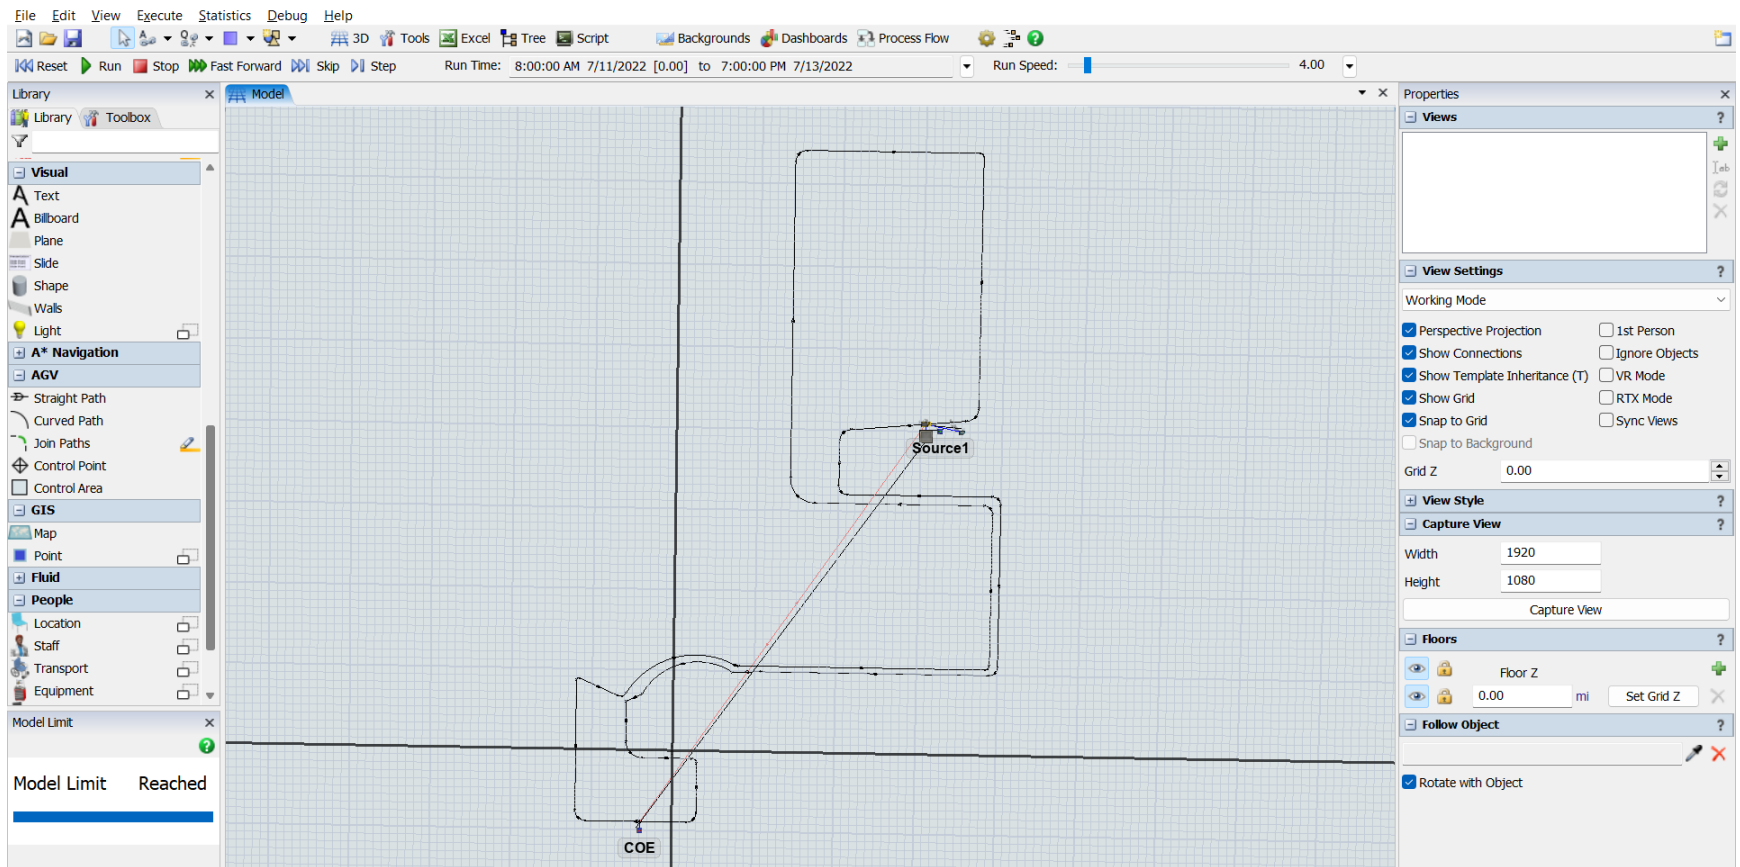 File Edit View Execute Statistics Debug Help
3D Tools Excel Tree Script Backgrounds Dashboards Process Flow
Reset Run Stop Fast Forward Skip Step Run Time: 8:00:00 AM 7/11/2022 [0.00] to 7:00:00 PM 7/13/2022 Run Speed: 4.00
Library
Library Toolbox
Visual
Text
Billboard
Plane
Slide
Shape
Walls
Light
A* Navigation
AGV
Straight Path
Curved Path
Join Paths
Control Point
Control Area
GIS
Map
Point
Fluid
People
Location
Staff
Transport
Equipment
Model Limit
Model Limit Reached
Model
Source1
COE
Properties
Views
View Settings
Working Mode
Perspective Projection 1st Person
Show Connections Ignore Objects
Show Template Inheritance (T) VR Mode
Show Grid RTX Mode
Snap to Grid Sync Views
Snap to Background
Grid Z 0.00
View Style
Capture View
Width 1920
Height 1080
Capture View
Floors
Floor Z
0.00 mi Set Grid Z
Follow Object
Rotate with Object